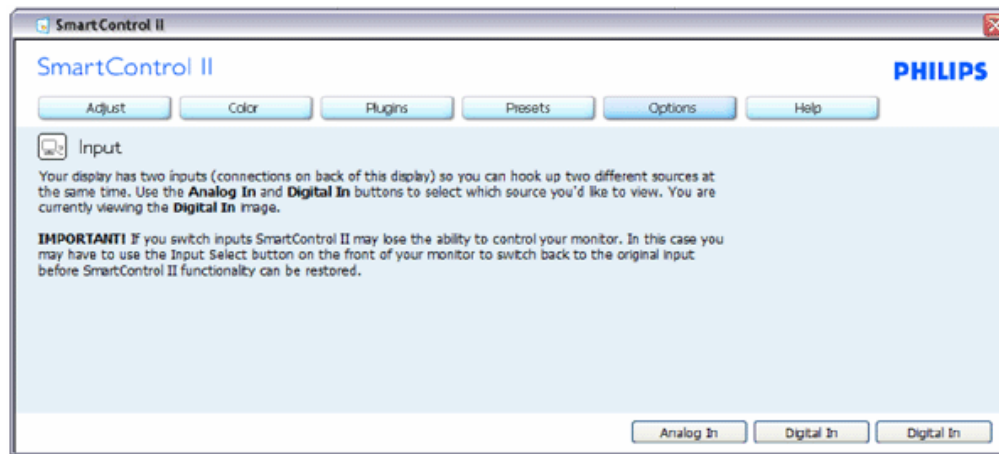 SmartControl II
SmartControl II
PHILIPS
Adjust Color Plugins Presets Options Help
Input
Your display has two inputs (connections on back of this display) so you can hook up two different sources at
the same time. Use the Analog In and Digital In buttons to select which source you'd like to view. You are
currently viewing the Digital In image.
IMPORTANT! If you switch inputs SmartControl II may lose the ability to control your monitor. In this case you
may have to use the Input Select button on the front of your monitor to switch back to the original input
before SmartControl II functionality can be restored.
Analog In Digital In Digital In